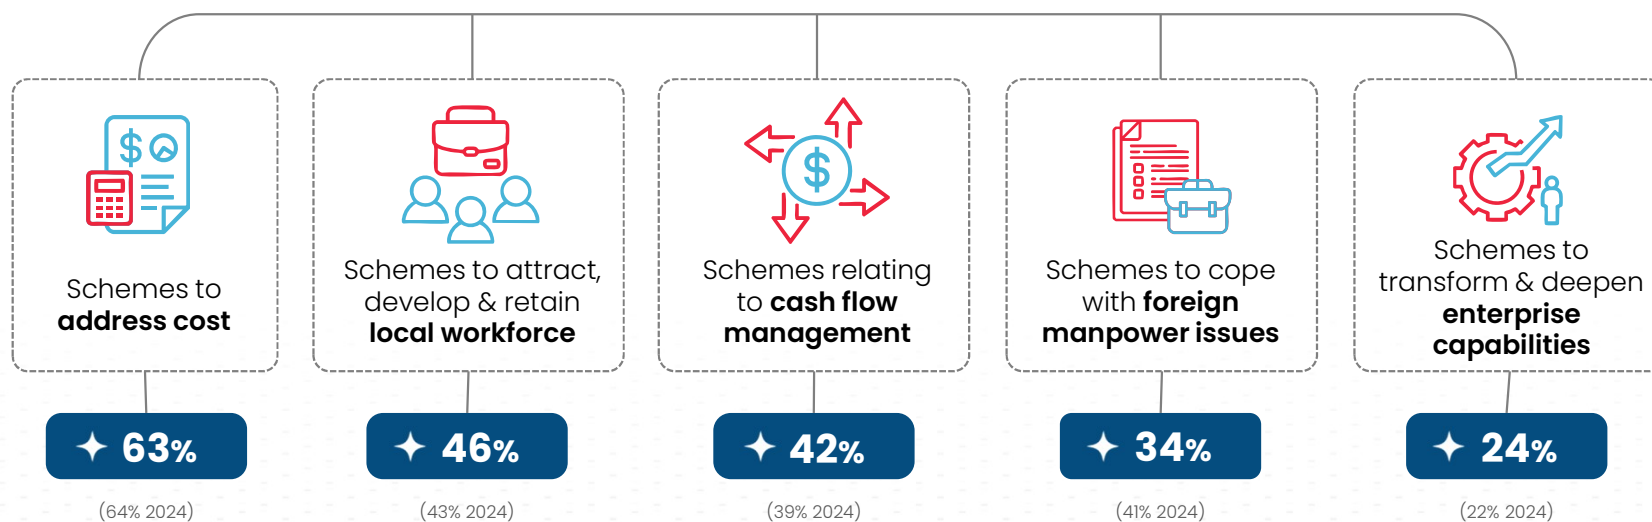 Schemes to
address cost
63%
(64% 2024)
Schemes to attract,
develop & retain
local workforce
46%
(43% 2024)
Schemes relating
to cash flow
management
42%
(39% 2024)
Schemes to cope
with foreign
manpower issues
34%
(41% 2024)
Schemes to
transform & deepen
enterprise
capabilities
24%
(22% 2024)
$
$